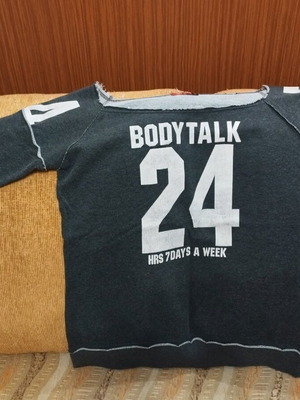 BODYTALK
24
HRS 7DAYS A WEEK